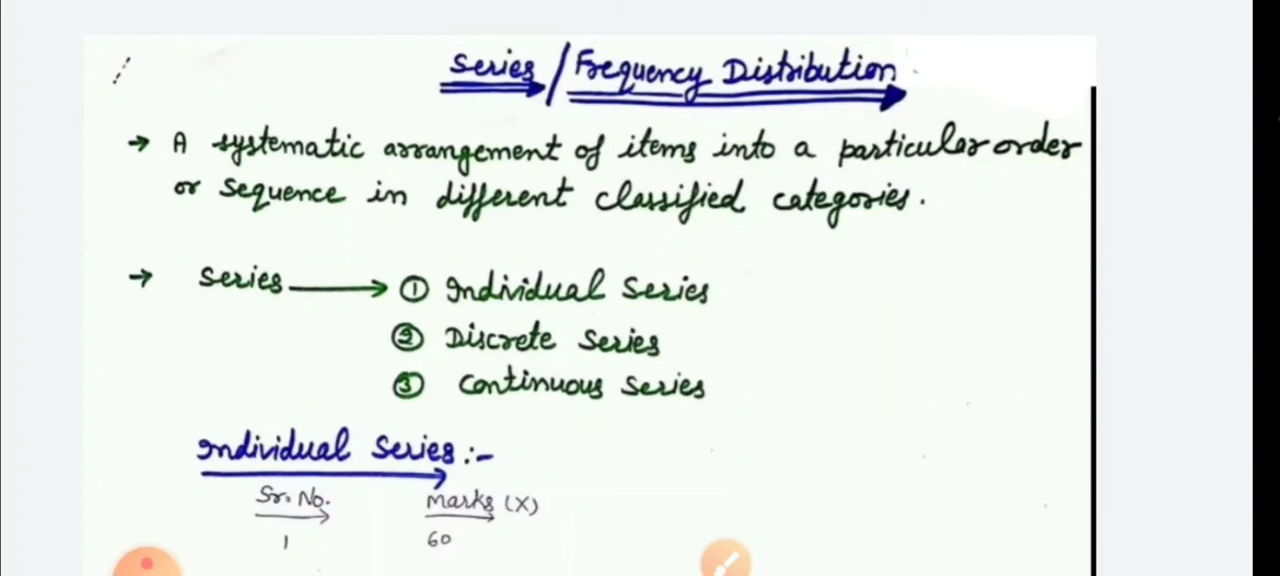 Series / Frequency Distribution
→ A systematic arrangement of items into a particular order
or sequence in different classified categories.
→ Series → ① Individual Series
② Discrete Series
③ Continuous Series
Individual Series :-
Sr. No. Marks (X)
1 60